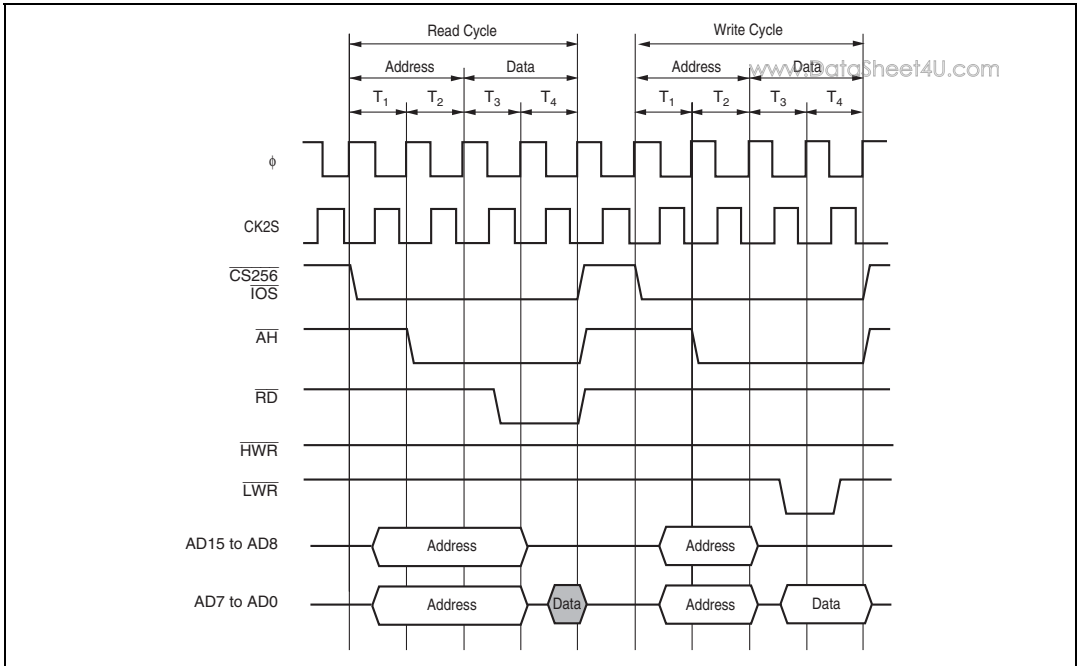 Read Cycle Write Cycle
Address Data Address Data
www.DataSheet4U.com
T1 T2 T3 T4 T1 T2 T3 T4
ϕ
CK2S
CS256
IOS
AH
RD
HWR
LWR
AD15 to AD8 Address Address
AD7 to AD0 Address Data Address Data